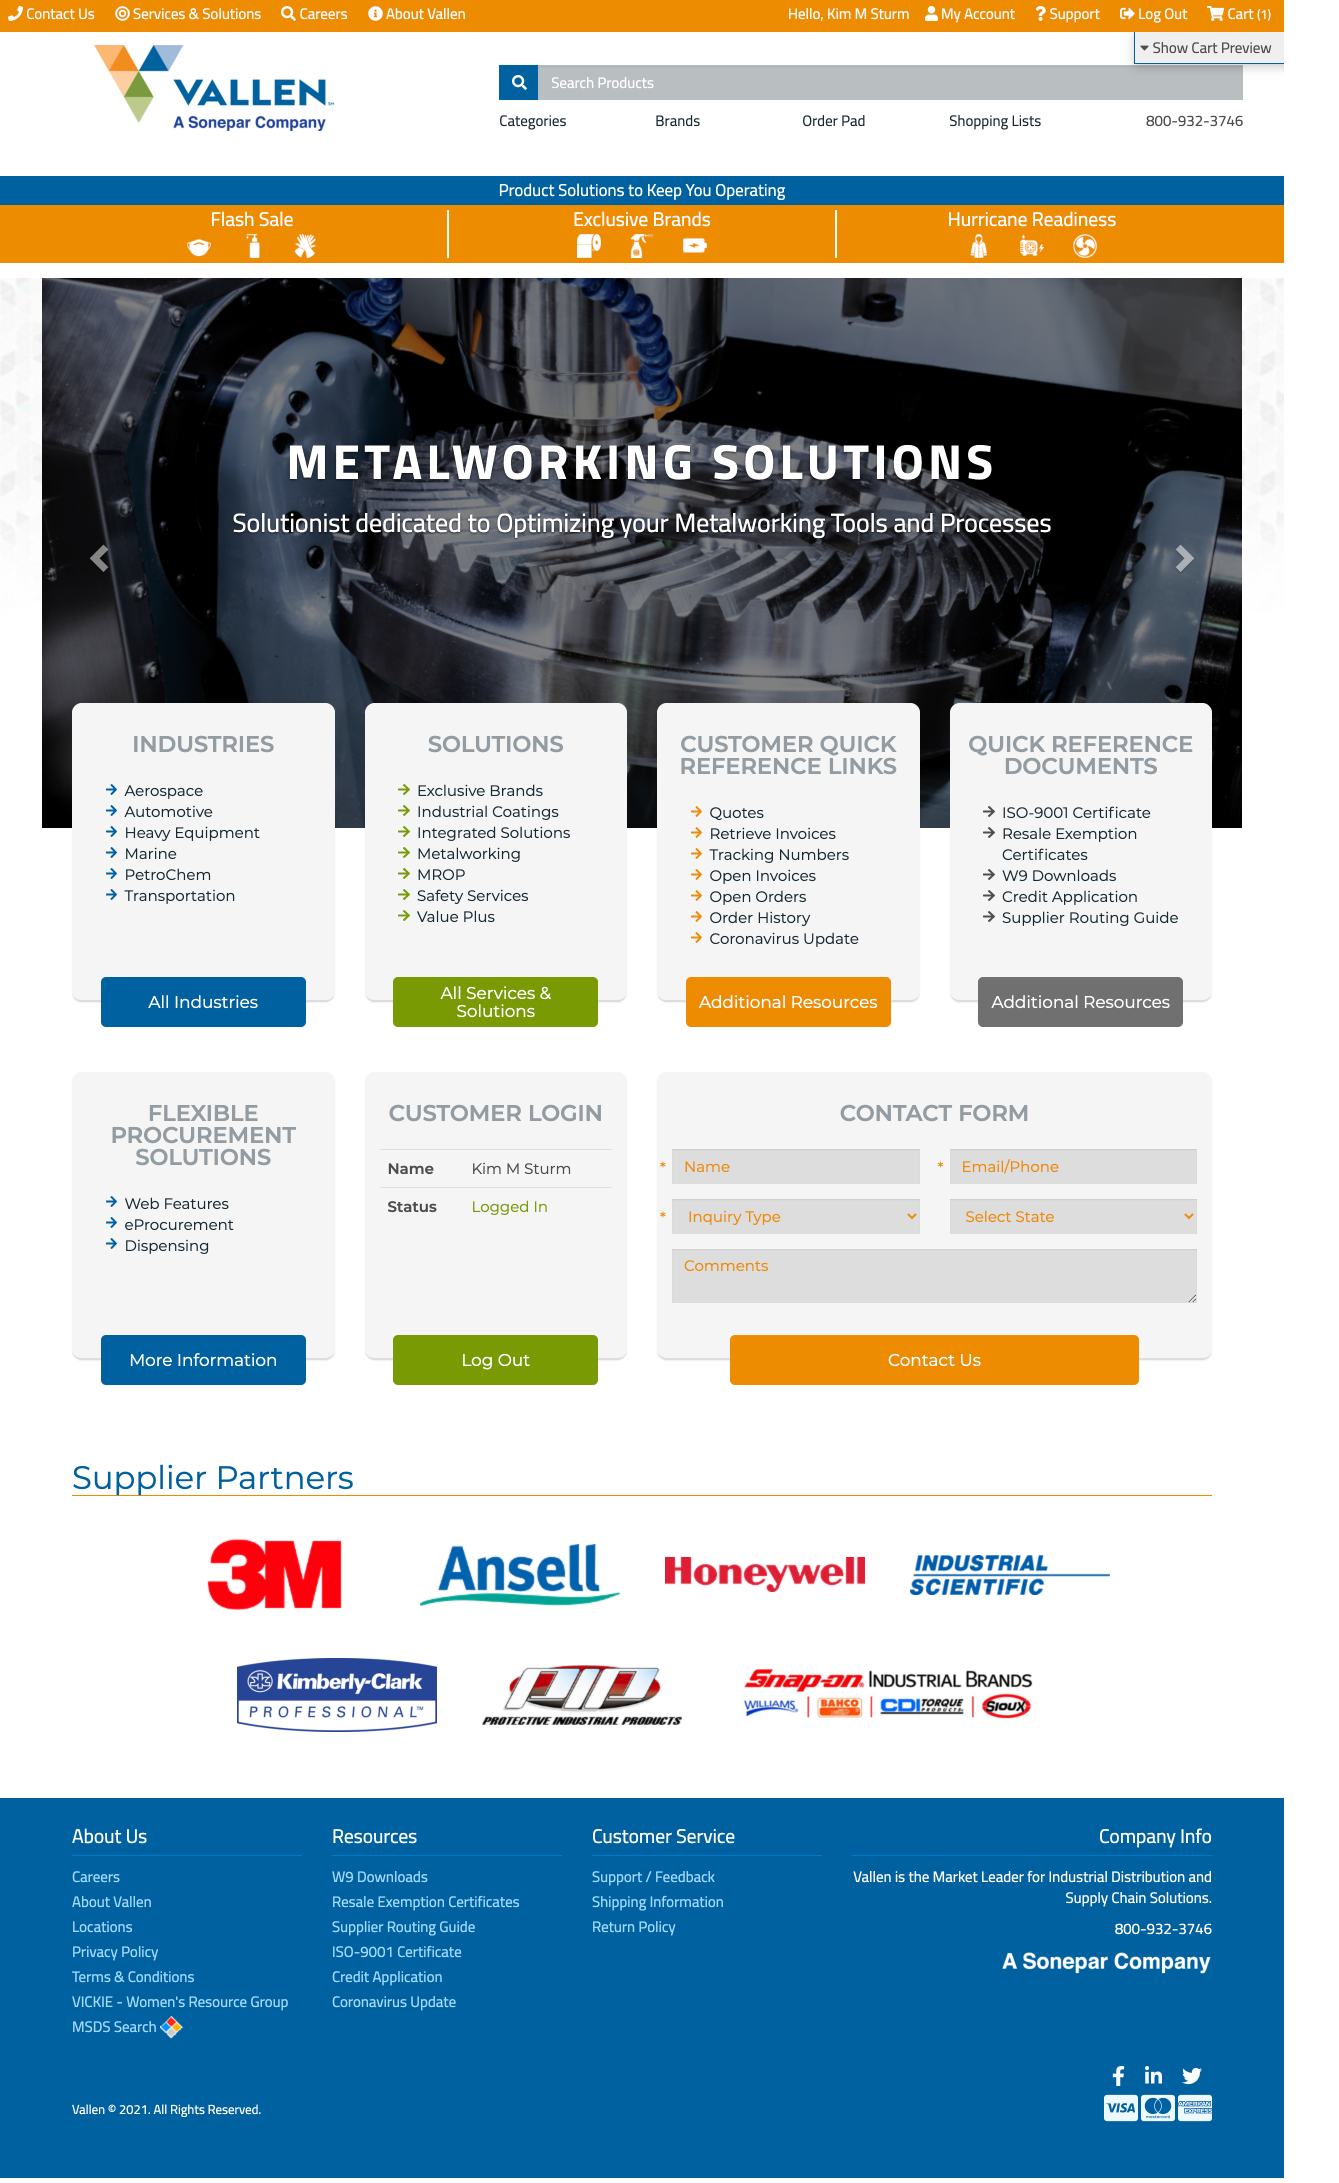 Contact Us Services & Solutions Careers About Vallen Hello, Kim M Sturm My Account Support Log Out Cart (1)
Show Cart Preview
VALLEN
A Sonepar Company
Search Products
Categories Brands Order Pad Shopping Lists 800-932-3746
Product Solutions to Keep You Operating
Flash Sale Exclusive Brands Hurricane Readiness
METALWORKING SOLUTIONS
Solutionist dedicated to Optimizing your Metalworking Tools and Processes
INDUSTRIES
Aerospace
Automotive
Heavy Equipment
Marine
PetroChem
Transportation
All Industries
SOLUTIONS
Exclusive Brands
Industrial Coatings
Integrated Solutions
Metalworking
MROP
Safety Services
Value Plus
All Services &
Solutions
CUSTOMER QUICK
REFERENCE LINKS
Quotes
Retrieve Invoices
Tracking Numbers
Open Invoices
Open Orders
Order History
Coronavirus Update
Additional Resources
QUICK REFERENCE
DOCUMENTS
ISO-9001 Certificate
Resale Exemption
Certificates
W9 Downloads
Credit Application
Supplier Routing Guide
Additional Resources
FLEXIBLE
PROCUREMENT
SOLUTIONS
Web Features
eProcurement
Dispensing
More Information
CUSTOMER LOGIN
Name Kim M Sturm
Status Logged In
Log Out
CONTACT FORM
* Name * Email/Phone
* Inquiry Type Select State
Comments
Contact Us
Supplier Partners
3M Ansell Honeywell INDUSTRIAL
SCIENTIFIC
Kimberly-Clark
PROFESSIONAL™
PIP
PROTECTIVE INDUSTRIAL PRODUCTS
Snap-on INDUSTRIAL BRANDS
WILLIAMS BAHCO CDI TORQUE PRODUCTS SIOUX
About Us
Careers
About Vallen
Locations
Privacy Policy
Terms & Conditions
VICKIE - Women's Resource Group
MSDS Search
Resources
W9 Downloads
Resale Exemption Certificates
Supplier Routing Guide
ISO-9001 Certificate
Credit Application
Coronavirus Update
Customer Service
Support / Feedback
Shipping Information
Return Policy
Company Info
Vallen is the Market Leader for Industrial Distribution and
Supply Chain Solutions.
800-932-3746
A Sonepar Company
Vallen © 2021. All Rights Reserved.
VISA mastercard AMERICAN EXPRESS